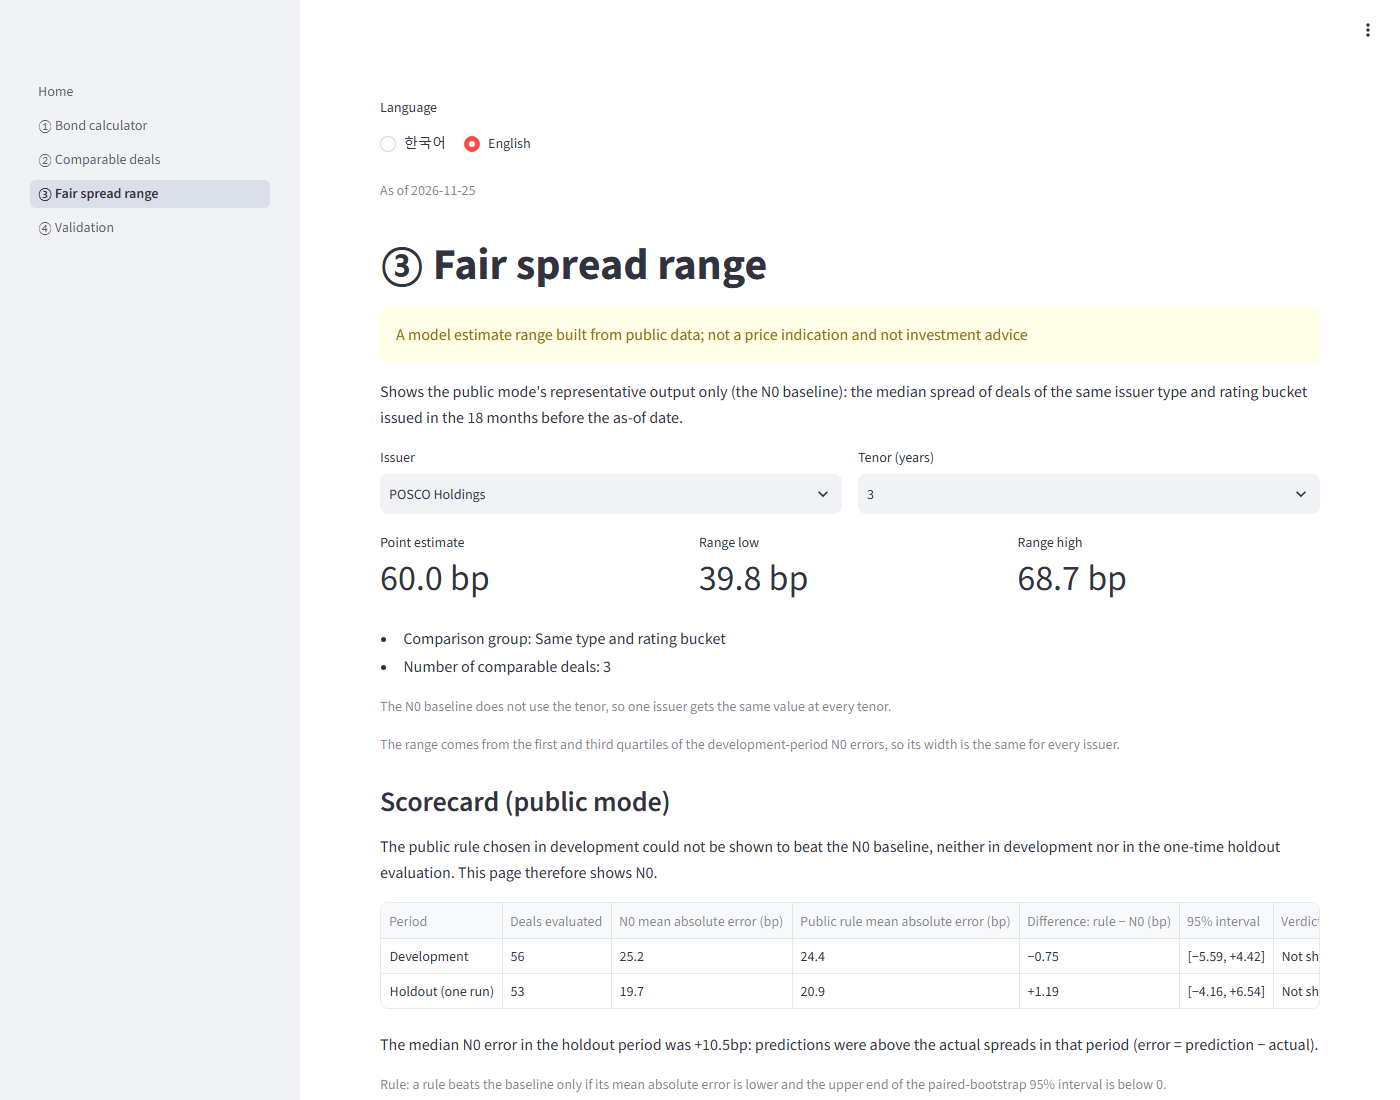 Home
① Bond calculator
② Comparable deals
③ Fair spread range
④ Validation
Language
한국어 English
As of 2026-11-25
③ Fair spread range
A model estimate range built from public data; not a price indication and not investment advice
Shows the public mode's representative output only (the N0 baseline): the median spread of deals of the same issuer type and rating bucket
issued in the 18 months before the as-of date.
Issuer Tenor (years)
POSCO Holdings 3
Point estimate Range low Range high
60.0 bp 39.8 bp 68.7 bp
• Comparison group: Same type and rating bucket
• Number of comparable deals: 3
The N0 baseline does not use the tenor, so one issuer gets the same value at every tenor.
The range comes from the first and third quartiles of the development-period N0 errors, so its width is the same for every issuer.
Scorecard (public mode)
The public rule chosen in development could not be shown to beat the N0 baseline, neither in development nor in the one-time holdout
evaluation. This page therefore shows N0.
Period Deals evaluated N0 mean absolute error (bp) Public rule mean absolute error (bp) Difference: rule − N0 (bp) 95% interval Verdic
Development 56 25.2 24.4 −0.75 [−5.59, +4.42] Not sh
Holdout (one run) 53 19.7 20.9 +1.19 [−4.16, +6.54] Not sh
The median N0 error in the holdout period was +10.5bp: predictions were above the actual spreads in that period (error = prediction − actual).
Rule: a rule beats the baseline only if its mean absolute error is lower and the upper end of the paired-bootstrap 95% interval is below 0.